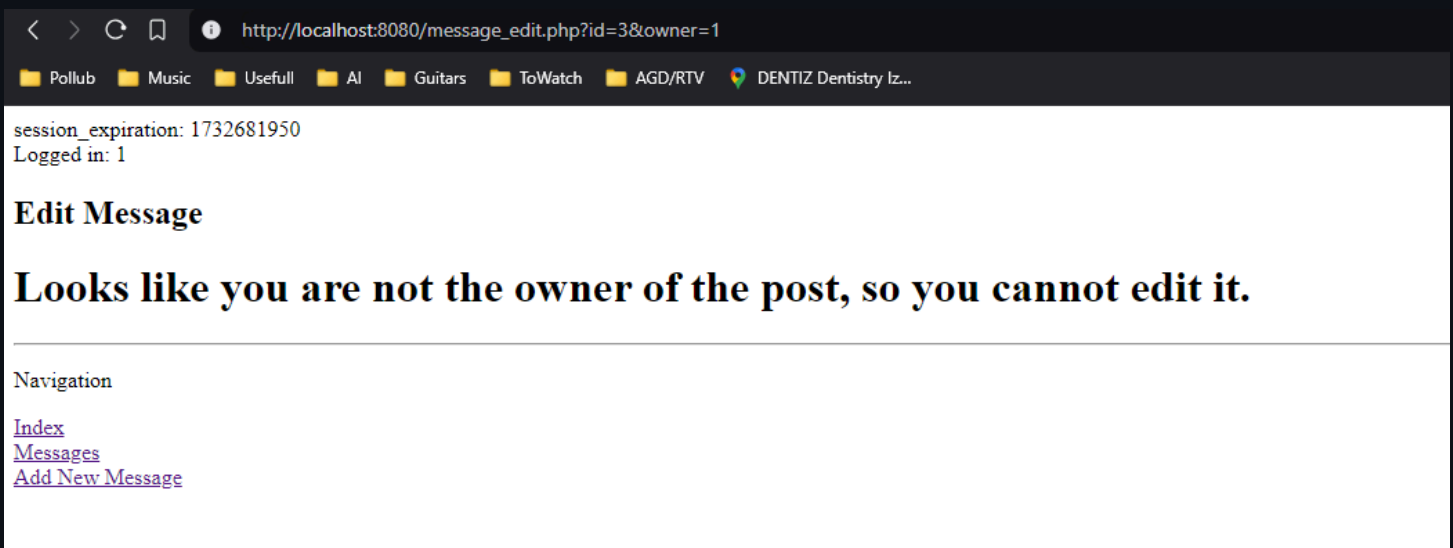 http://localhost:8080/message_edit.php?id=3&owner=1
Pollub Music Usefull AI Guitars ToWatch AGD/RTV DENTIZ Dentistry Iz...
session_expiration: 1732681950
Logged in: 1
Edit Message
Looks like you are not the owner of the post, so you cannot edit it.
Navigation
Index
Messages
Add New Message